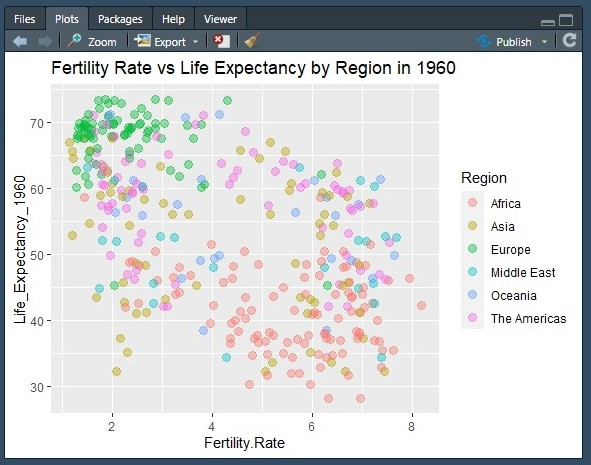 Files Plots Packages Help Viewer
Zoom Export Publish
Fertility Rate vs Life Expectancy by Region in 1960
Life_Expectancy_1960
70
60
50
40
30
2 4 6 8
Fertility.Rate
Region
Africa
Asia
Europe
Middle East
Oceania
The Americas